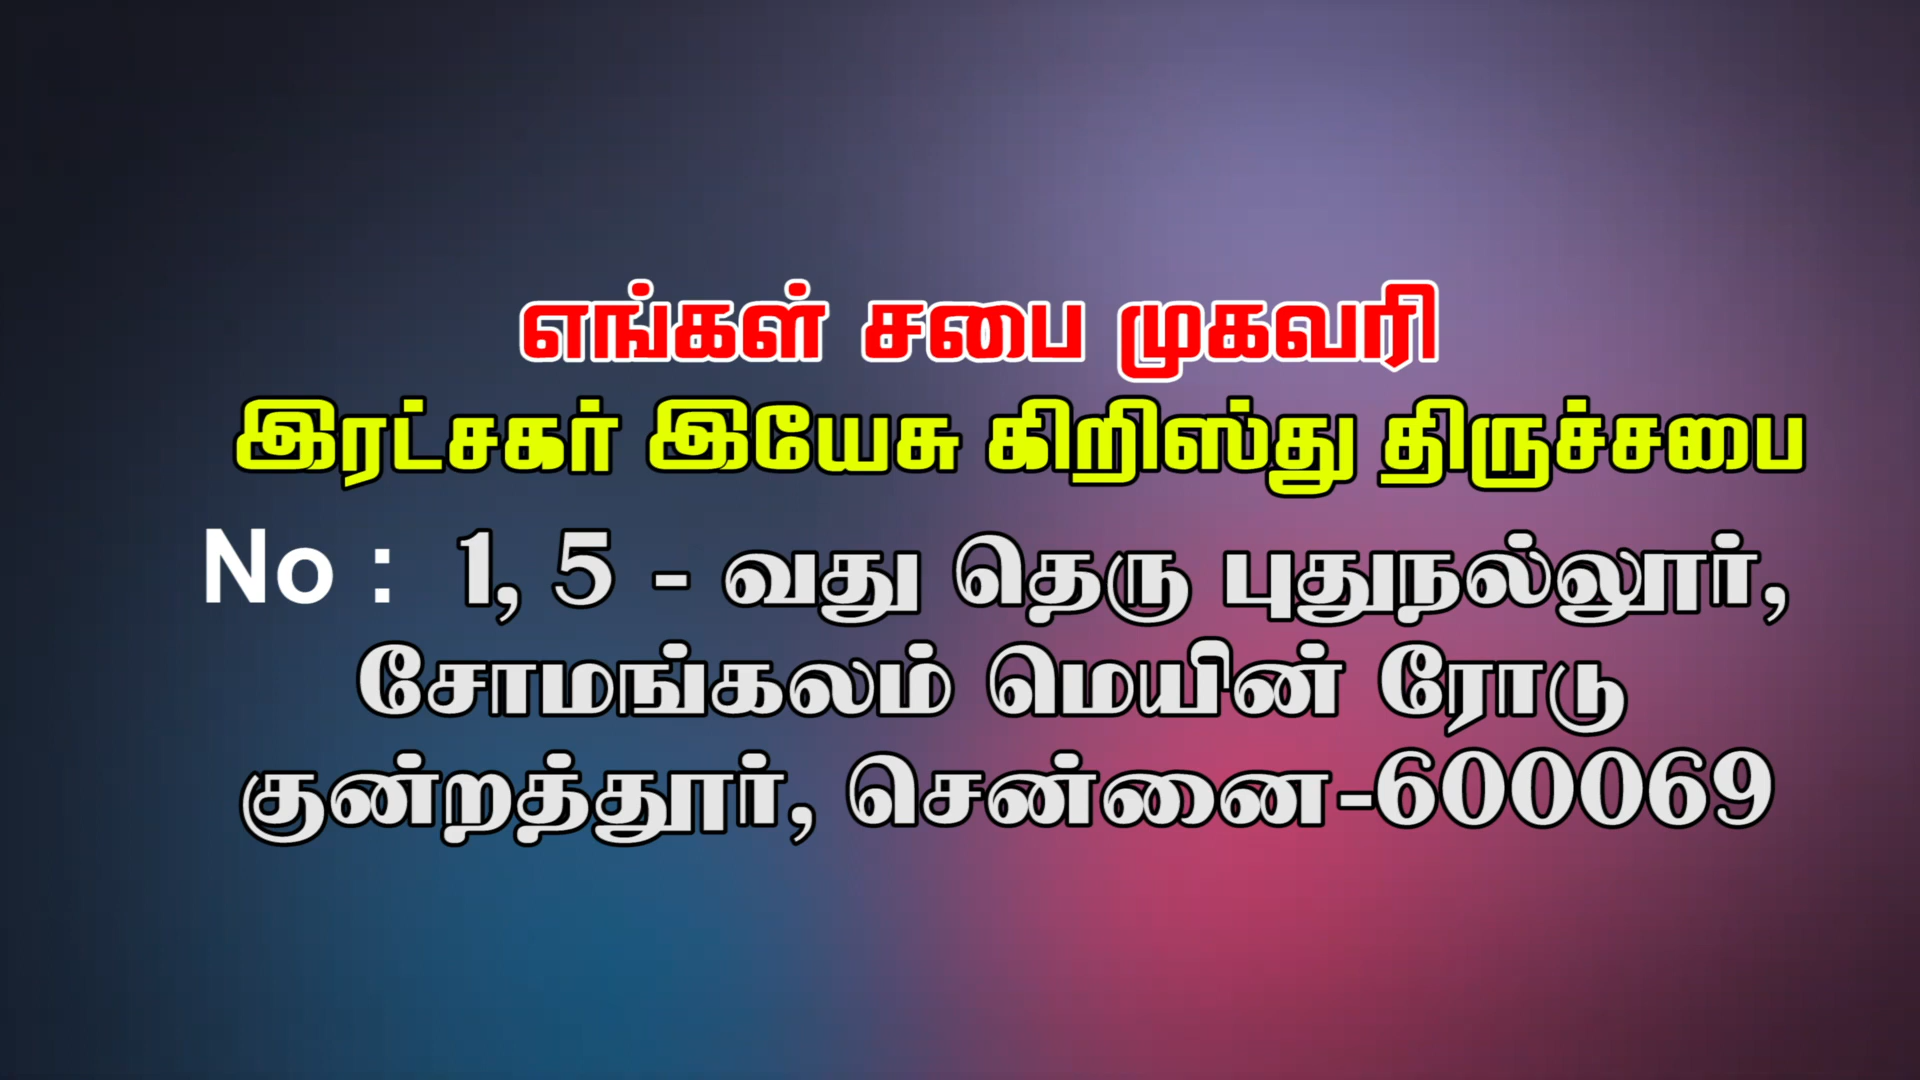 எங்கள் சபை முகவரி
இரட்சகர் இயேசு கிறிஸ்து திருச்சபை
No : 1, 5 - வது தெரு புதுநல்லூர்,
சோமங்கலம் மெயின் ரோடு
குன்றத்தூர், சென்னை-600069